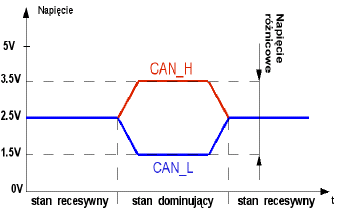 Napięcie
Napięcie
różnicowe
5V
3.5V
CAN_H
2.5V
1.5V
CAN_L
0V
stan recesywny
stan dominujący
stan recesywny
t